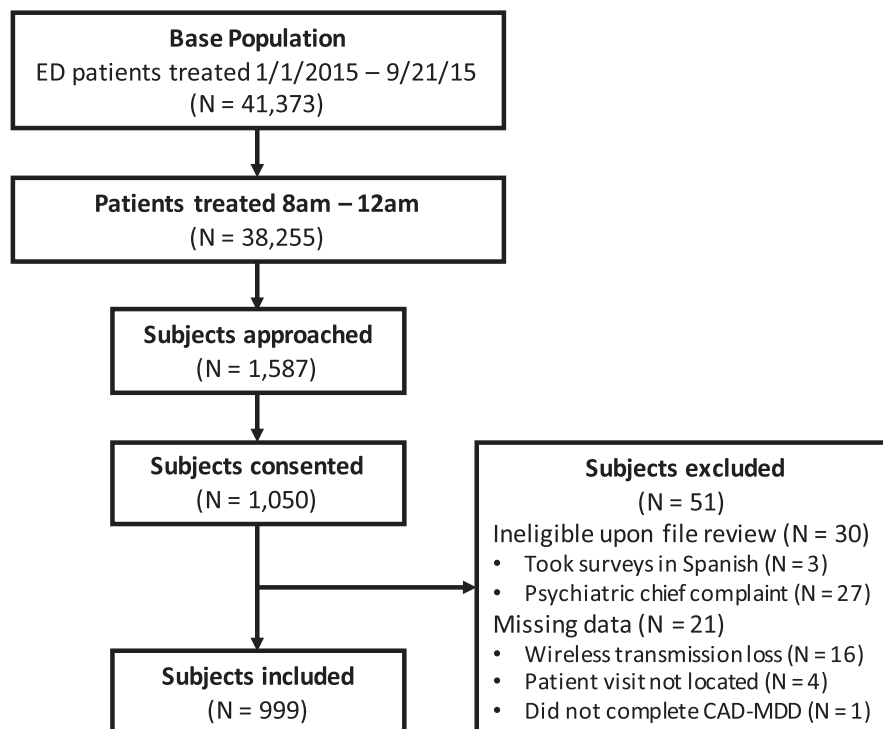 Base Population
ED patients treated 1/1/2015 – 9/21/15
(N = 41,373)
Patients treated 8am – 12am
(N = 38,255)
Subjects approached
(N = 1,587)
Subjects consented
(N = 1,050)
Subjects excluded
(N = 51)
Ineligible upon file review (N = 30)
• Took surveys in Spanish (N = 3)
• Psychiatric chief complaint (N = 27)
Missing data (N = 21)
• Wireless transmission loss (N = 16)
• Patient visit not located (N = 4)
• Did not complete CAD-MDD (N = 1)
Subjects included
(N = 999)